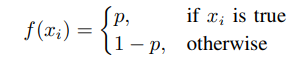 f(x_i) = { p, if x_i is true
1 − p, otherwise